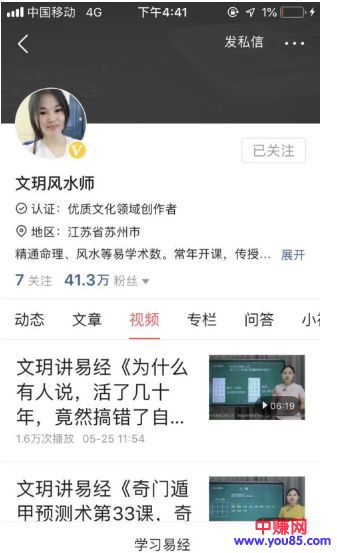 中国移动 4G 下午4:41 1%
发私信 ...
V
已关注
文玥风水师
认证：优质文化领域创作者
地区：江苏省苏州市
精通命理、风水等易学术数。常年开课，传授... 展开
7 关注 41.3万 粉丝
动态 文章 视频 专栏 问答
文玥讲易经《为什么
有人说，活了几十
年，竟然搞错了自...
06:19
1.6万次播放 05-25 11:54
文玥讲易经《奇门遁
甲预测术第33课，奇
中赚网
www.you85.com
学习易经